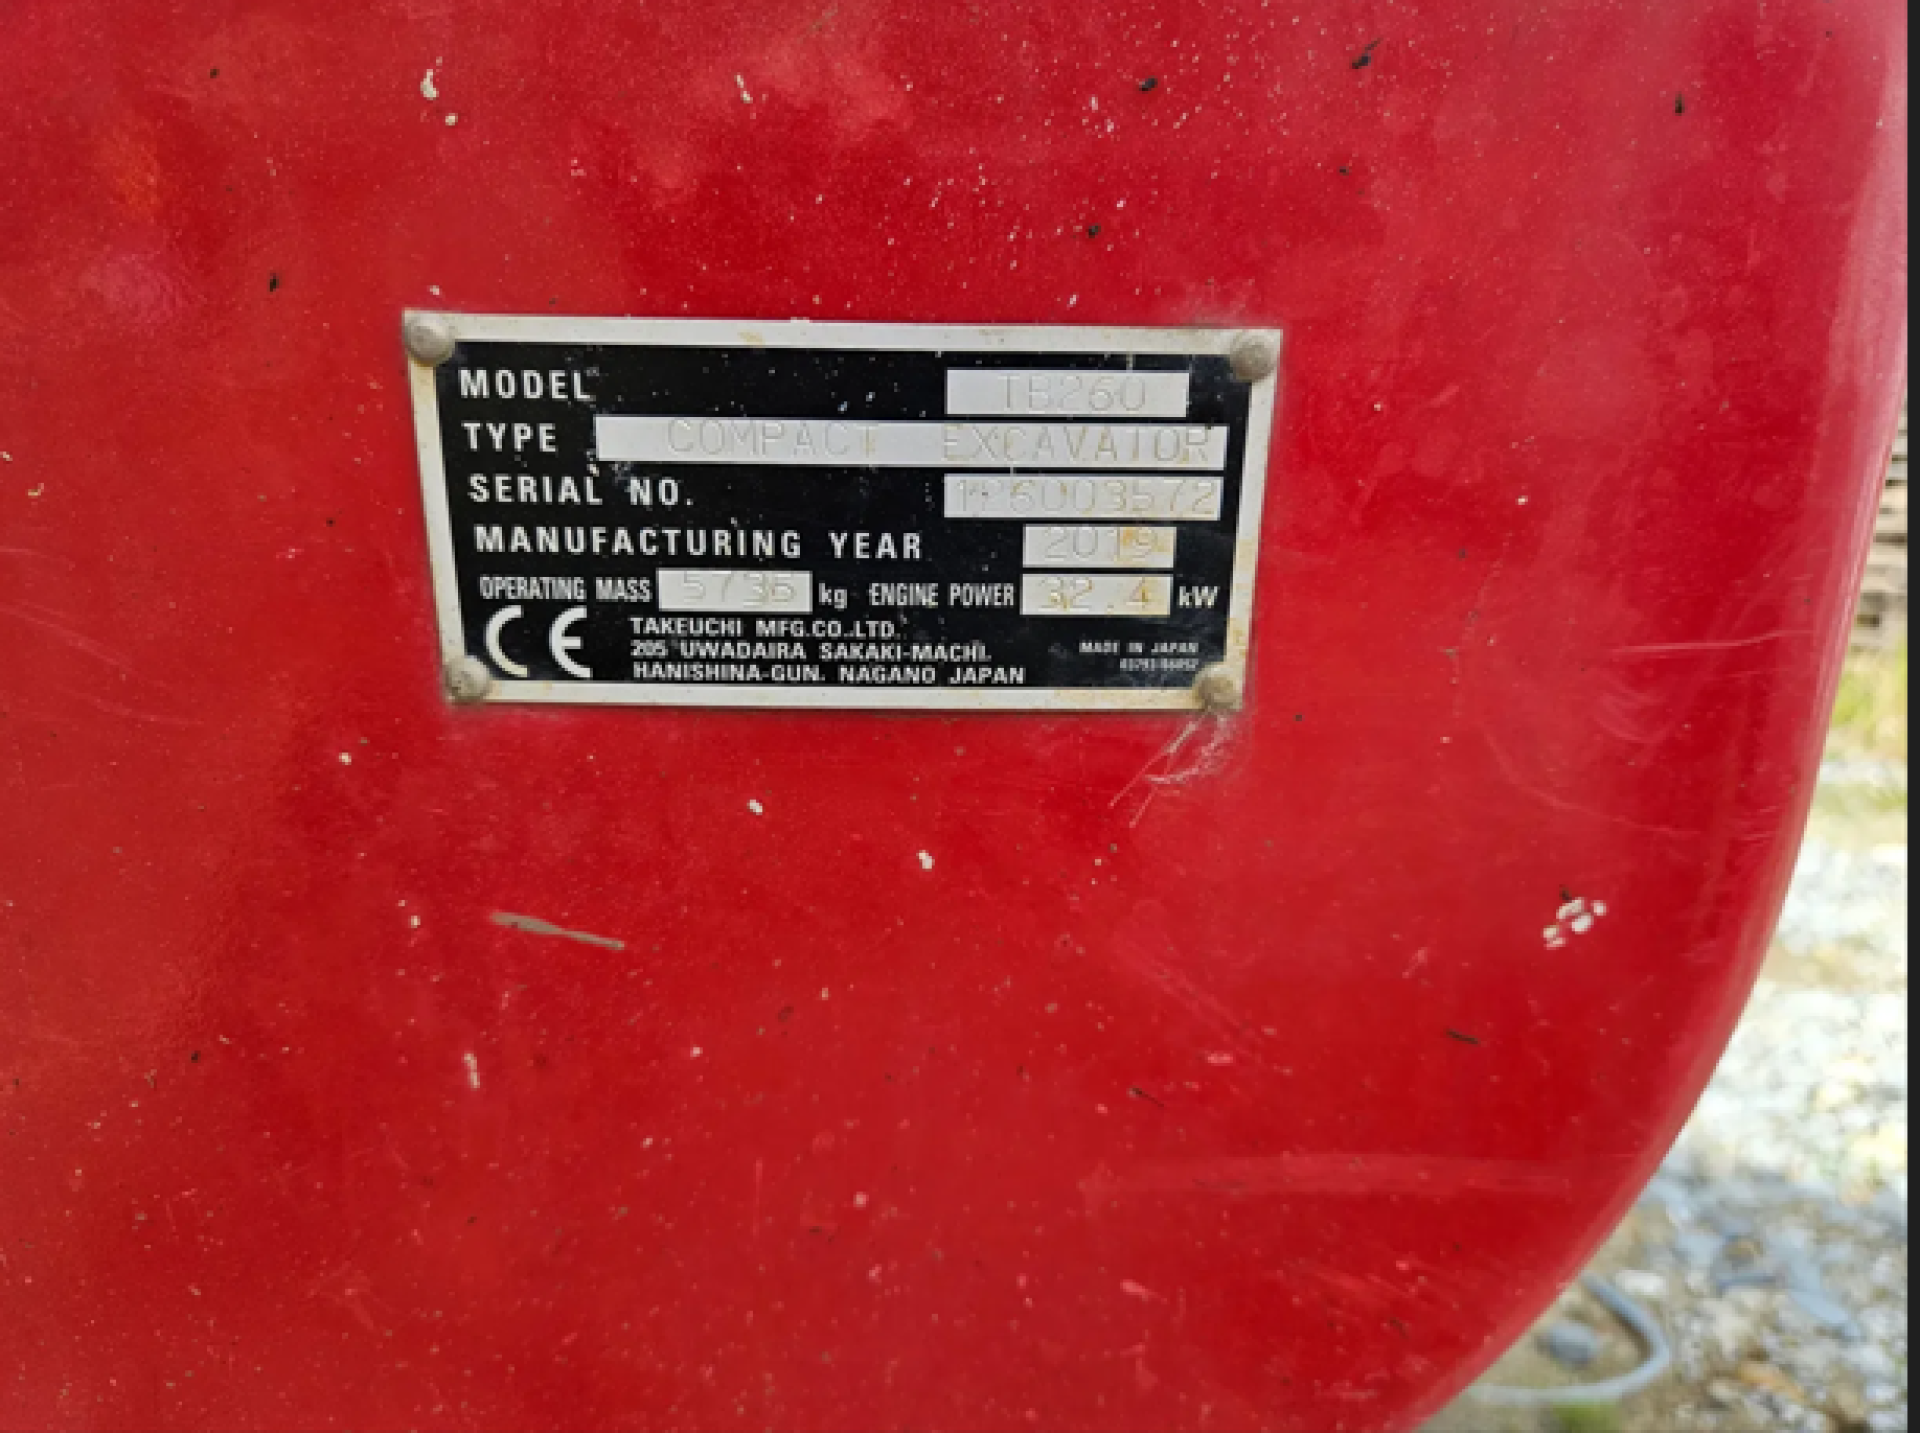 MODEL TB260
TYPE COMPACT EXCAVATOR
SERIAL NO. 126003572
MANUFACTURING YEAR 2019
OPERATING MASS 5735 kg ENGINE POWER 32.4 kW
CE
TAKEUCHI MFG.CO.,LTD.
205 UWADAIRA SAKAKI-MACHI,
HANISHINA-GUN, NAGANO JAPAN
MADE IN JAPAN